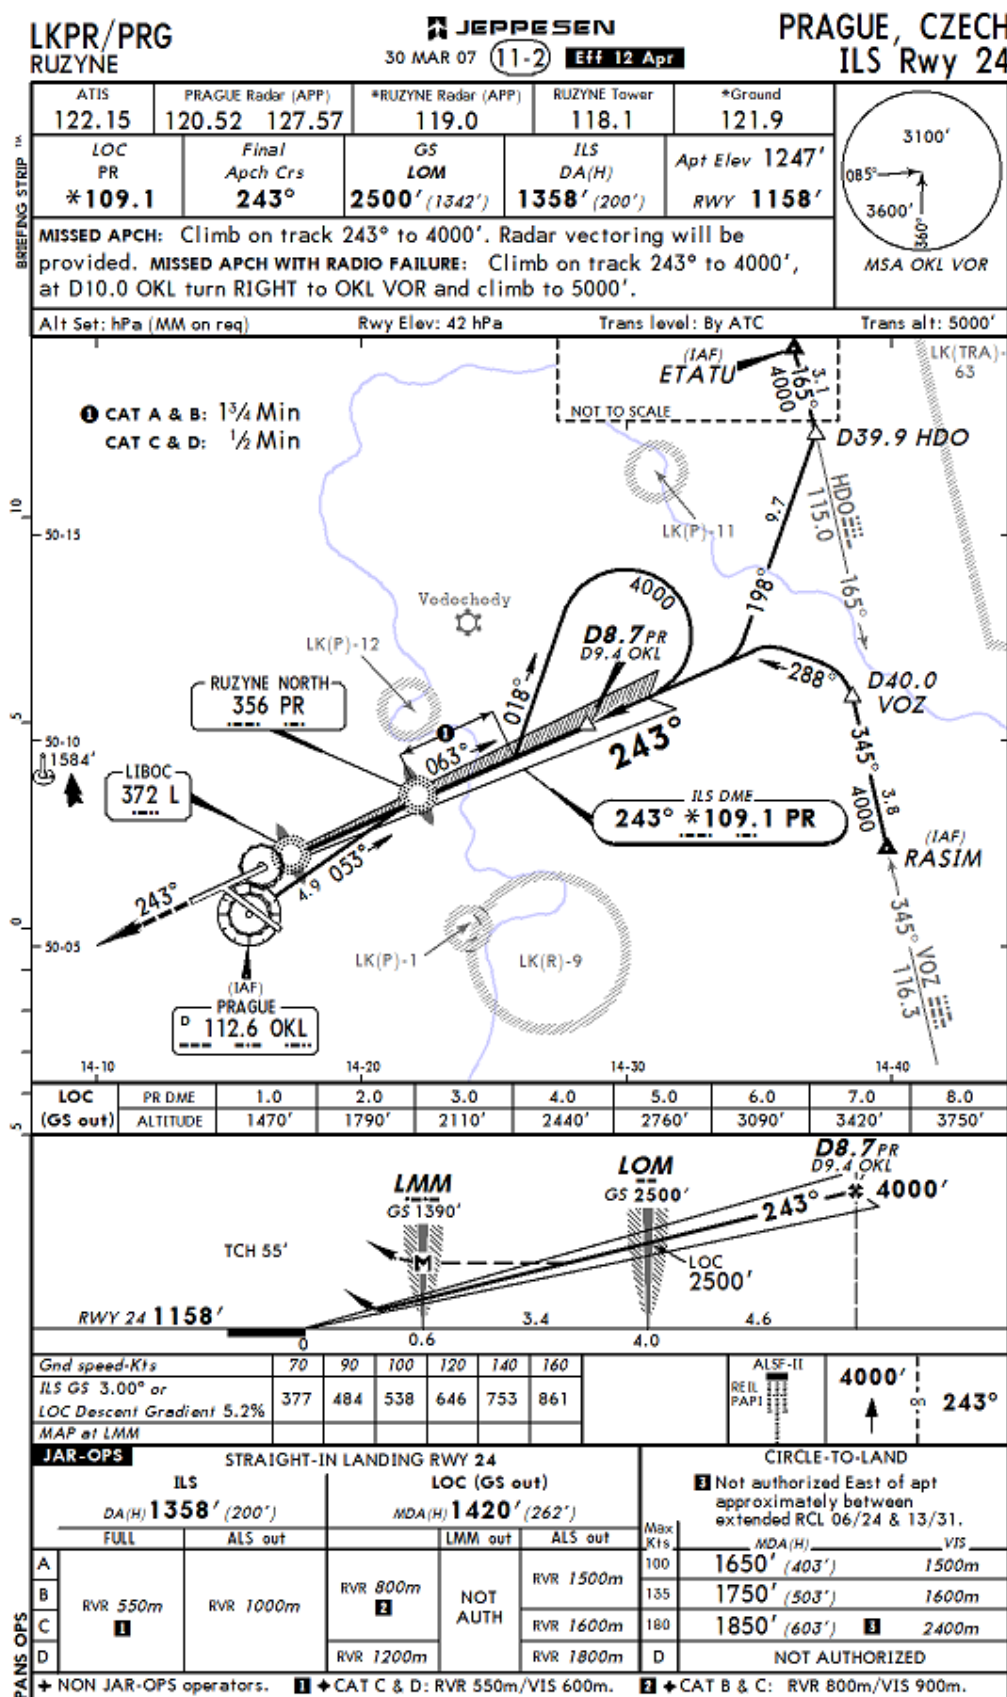 LKPR/PRG
RUZYNE
JEPPESEN
30 MAR 07 11-2 Eff 12 Apr
PRAGUE, CZECH
ILS Rwy 24
BRIEFING STRIP ™
ATIS PRAGUE Radar (APP) *RUZYNE Radar (APP) RUZYNE Tower *Ground
122.15 120.52 127.57 119.0 118.1 121.9
LOC Final GS ILS
PR Apch Crs LOM DA(H)
*109.1 243° 2500' (1342') 1358' (200')
Apt Elev 1247'
RWY 1158'
3100'
085°
3600'
360°
MSA OKL VOR
MISSED APCH: Climb on track 243° to 4000'. Radar vectoring will be
provided. MISSED APCH WITH RADIO FAILURE: Climb on track 243° to 4000',
at D10.0 OKL turn RIGHT to OKL VOR and climb to 5000'.
Alt Set: hPa (MM on req) Rwy Elev: 42 hPa Trans level: By ATC Trans alt: 5000'
1 CAT A & B: 1¾ Min
CAT C & D: ½ Min
(IAF)
ETATU
165°
3.1
4000
NOT TO SCALE
LK(TRA)-
63
D39.9 HDO
HDO
115.0
165°
LK(P)-11
9.7
198°
10
50-15
Vodochody
4000
D8.7 PR
D9.4 OKL
LK(P)-12
RUZYNE NORTH
356 PR
018°
288°
D40.0
VOZ
5
50-10
1
063°
243°
345°
3.8
4000
1584'
LIBOC
372 L
ILS DME
243° *109.1 PR
(IAF)
RASIM
4.9 053°
243°
0
50-05
LK(P)-1
LK(R)-9
345° VOZ
116.3
(IAF)
PRAGUE
D 112.6 OKL
14-10 14-20 14-30 14-40
5
LOC PR DME 1.0 2.0 3.0 4.0 5.0 6.0 7.0 8.0
(GS out) ALTITUDE 1470' 1790' 2110' 2440' 2760' 3090' 3420' 3750'
LMM
GS 1390'
LOM
GS 2500'
D8.7 PR
D9.4 OKL
243° 4000'
TCH 55'
M
LOC
2500'
RWY 24 1158'
3.4 4.6
0 0.6 4.0
Gnd speed-Kts 70 90 100 120 140 160
ILS GS 3.00° or
LOC Descent Gradient 5.2% 377 484 538 646 753 861
MAP at LMM
ALSF-II
REIL
PAPI
4000' on 243°
JAR-OPS STRAIGHT-IN LANDING RWY 24
ILS LOC (GS out)
DA(H) 1358' (200') MDA(H) 1420' (262')
FULL ALS out LMM out ALS out
A
B
C
D
RVR 550m
1
RVR 1000m
RVR 800m
2
RVR 1200m
NOT
AUTH
RVR 1500m
RVR 1600m
RVR 1800m
CIRCLE-TO-LAND
3 Not authorized East of apt
approximately between
extended RCL 06/24 & 13/31.
Max
Kts MDA(H) VIS
100 1650' (403') 1500m
135 1750' (503') 1600m
180 1850' (603') 3 2400m
D NOT AUTHORIZED
PANS OPS
+ NON JAR-OPS operators. 1 +CAT C & D: RVR 550m/VIS 600m. 2 +CAT B & C: RVR 800m/VIS 900m.